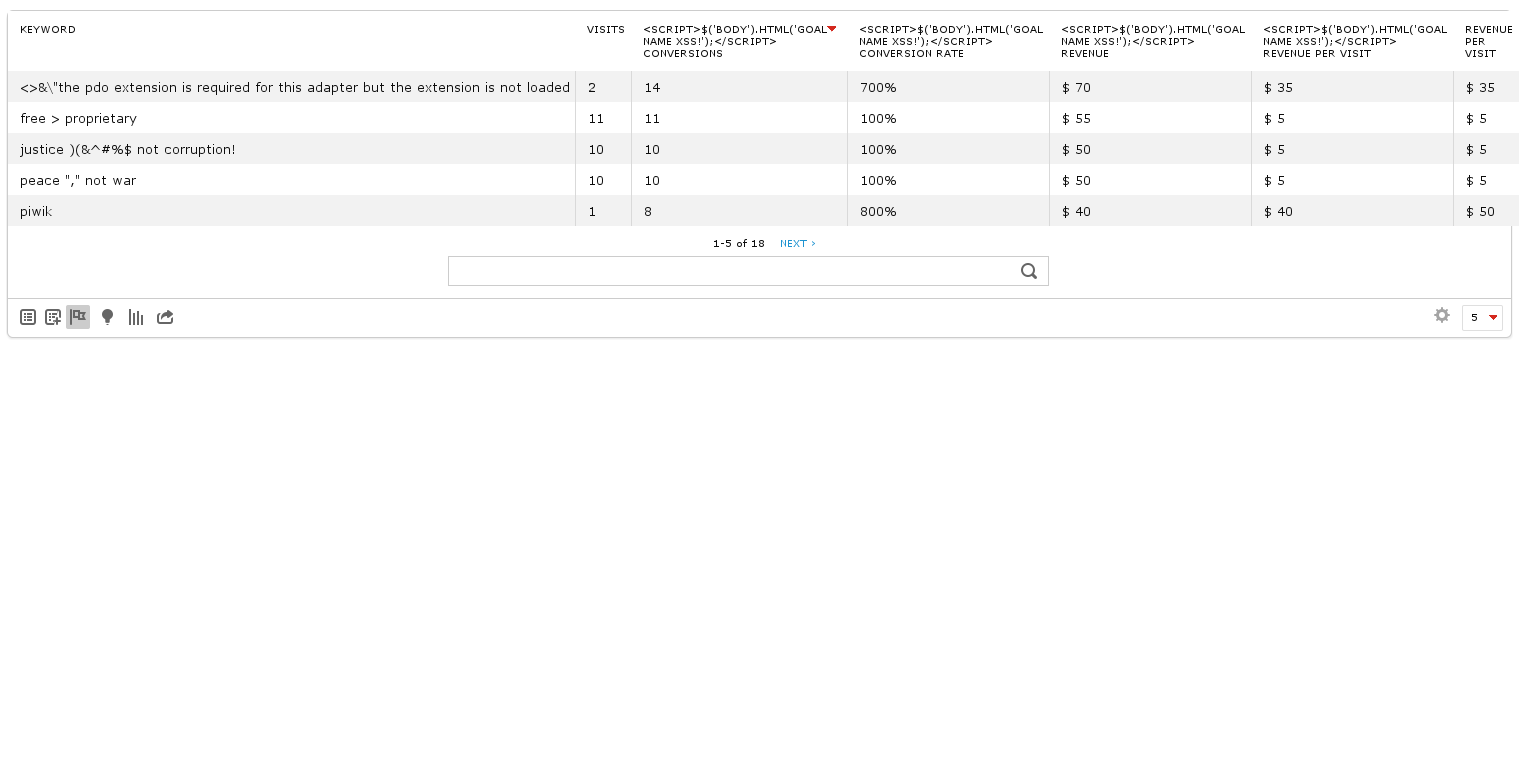 KEYWORD
VISITS
<SCRIPT>$('BODY').HTML('GOAL
NAME XSS!');</SCRIPT>
CONVERSIONS
<SCRIPT>$('BODY').HTML('GOAL
NAME XSS!');</SCRIPT>
CONVERSION RATE
<SCRIPT>$('BODY').HTML('GOAL
NAME XSS!');</SCRIPT>
REVENUE
<SCRIPT>$('BODY').HTML('GOAL
NAME XSS!');</SCRIPT>
REVENUE PER VISIT
REVENUE
PER
VISIT
<>&\"the pdo extension is required for this adapter but the extension is not loaded 2 14 700% $ 70 $ 35 $ 35
free > proprietary 11 11 100% $ 55 $ 5 $ 5
justice )(&^#%$ not corruption! 10 10 100% $ 50 $ 5 $ 5
peace "," not war 10 10 100% $ 50 $ 5 $ 5
piwik 1 8 800% $ 40 $ 40 $ 50
1-5 of 18 NEXT ›
5